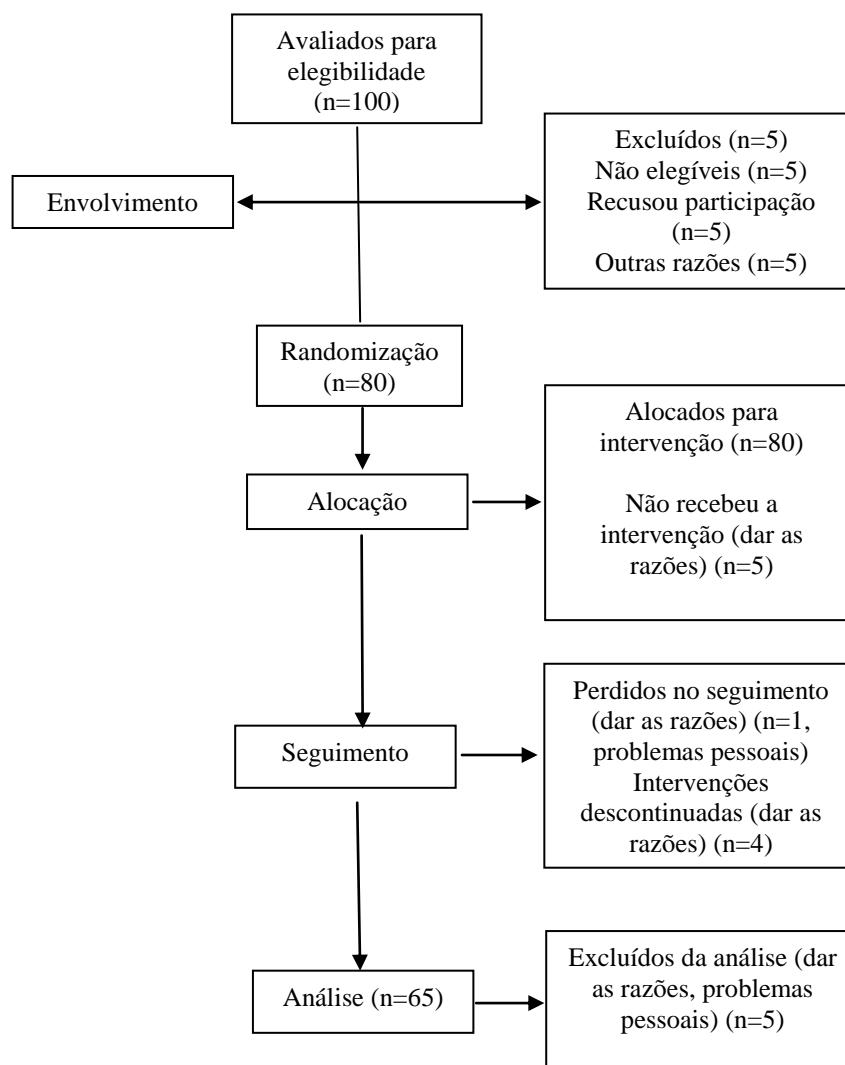 Avaliados para
elegibilidade
(n=100)
Excluídos (n=5)
Não elegíveis (n=5)
Recusou participação
(n=5)
Outras razões (n=5)
Envolvimento
Randomização
(n=80)
Alocados para
intervenção (n=80)
Não recebeu a
intervenção (dar as
razões) (n=5)
Alocação
Perdidos no seguimento
(dar as razões) (n=1,
problemas pessoais)
Intervenções
descontinuadas (dar as
razões) (n=4)
Seguimento
Excluídos da análise (dar
as razões, problemas
pessoais) (n=5)
Análise (n=65)